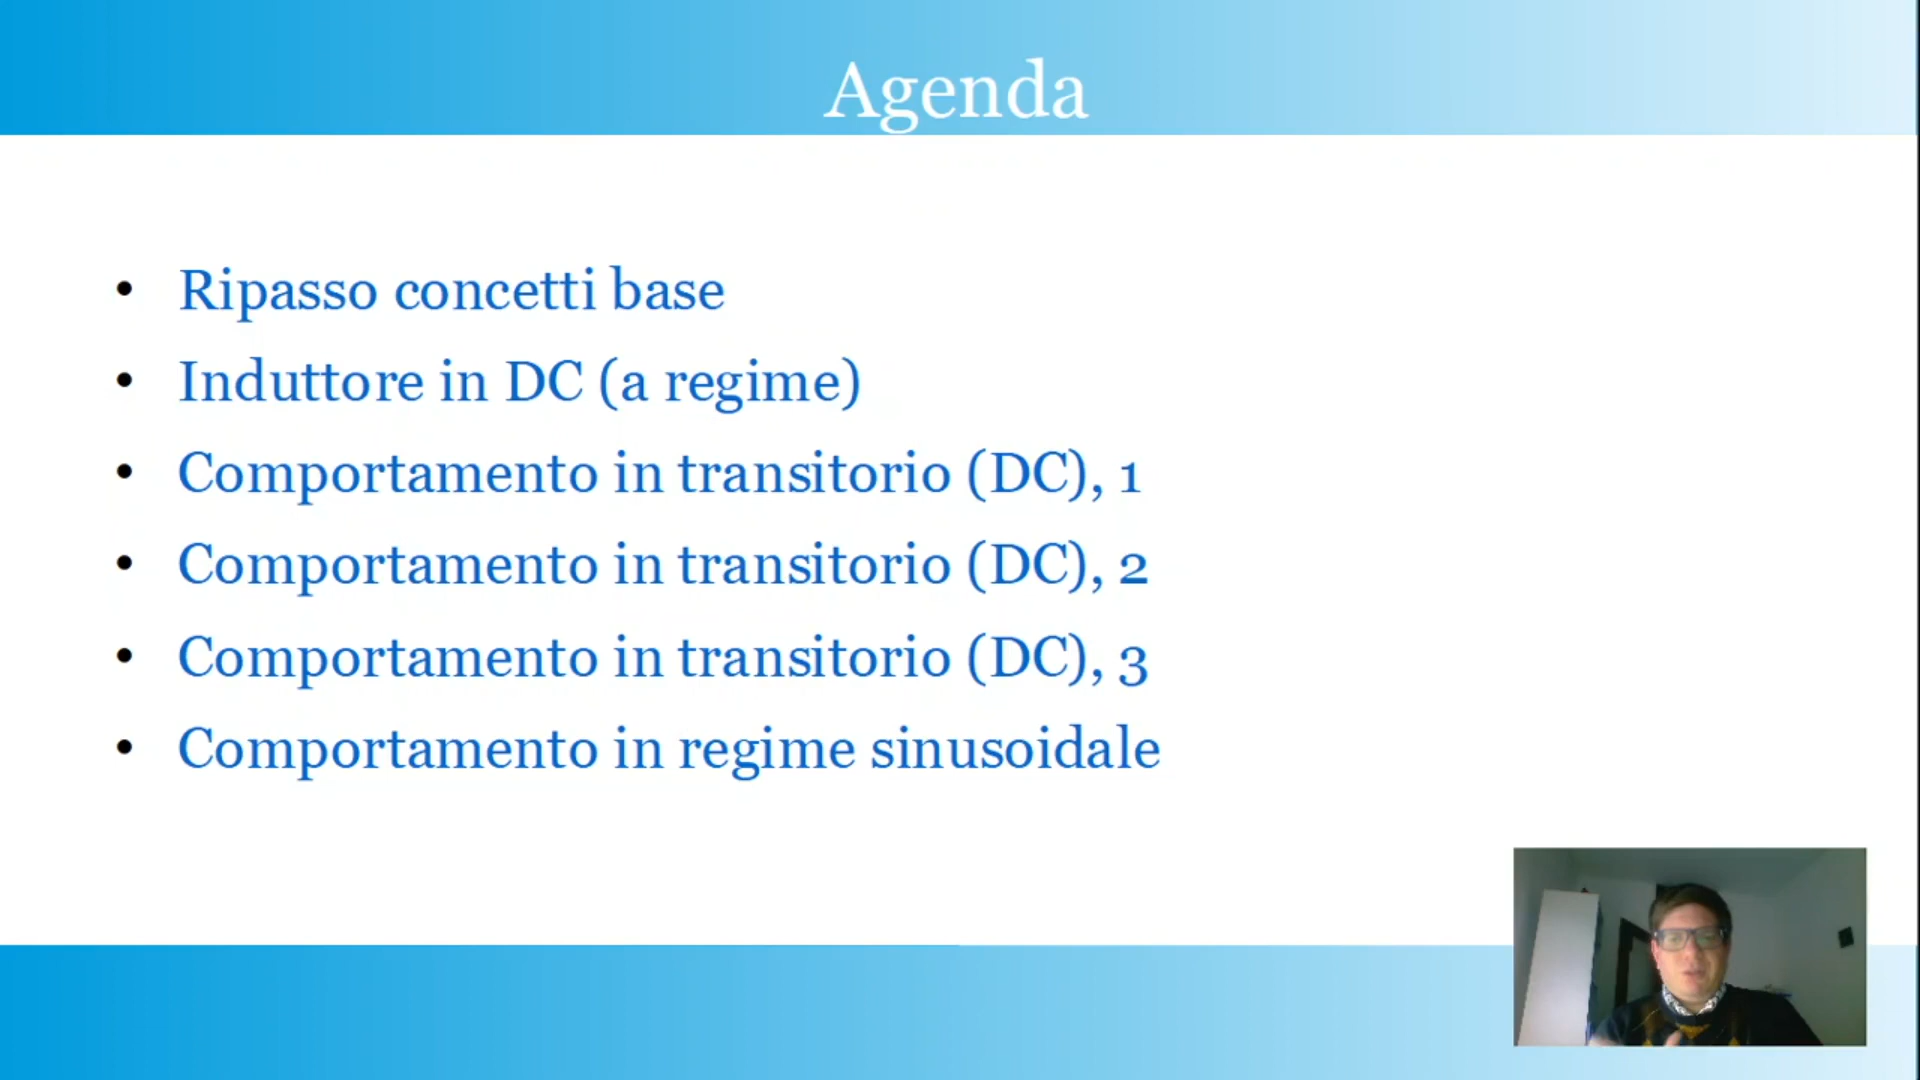 Agenda
• Ripasso concetti base
• Induttore in DC (a regime)
• Comportamento in transitorio (DC), 1
• Comportamento in transitorio (DC), 2
• Comportamento in transitorio (DC), 3
• Comportamento in regime sinusoidale